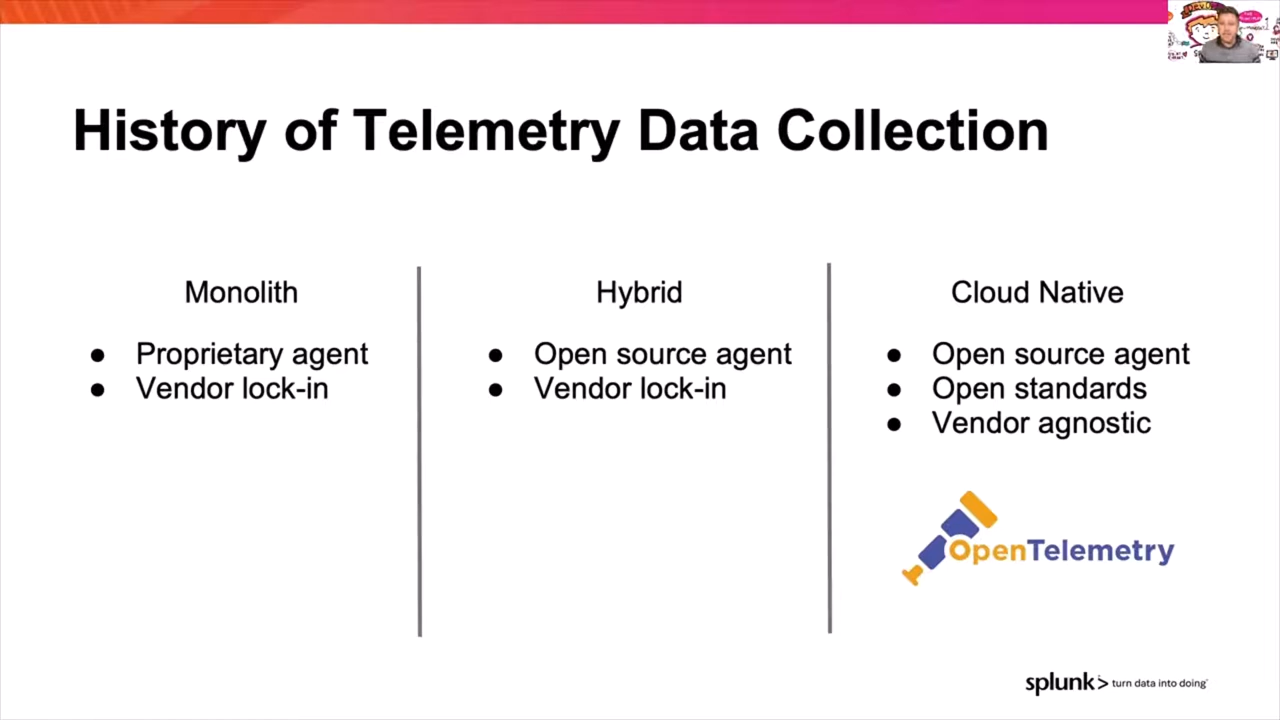 History of Telemetry Data Collection
Monolith
● Proprietary agent
● Vendor lock-in
Hybrid
● Open source agent
● Vendor lock-in
Cloud Native
● Open source agent
● Open standards
● Vendor agnostic
OpenTelemetry
splunk> turn data into doing